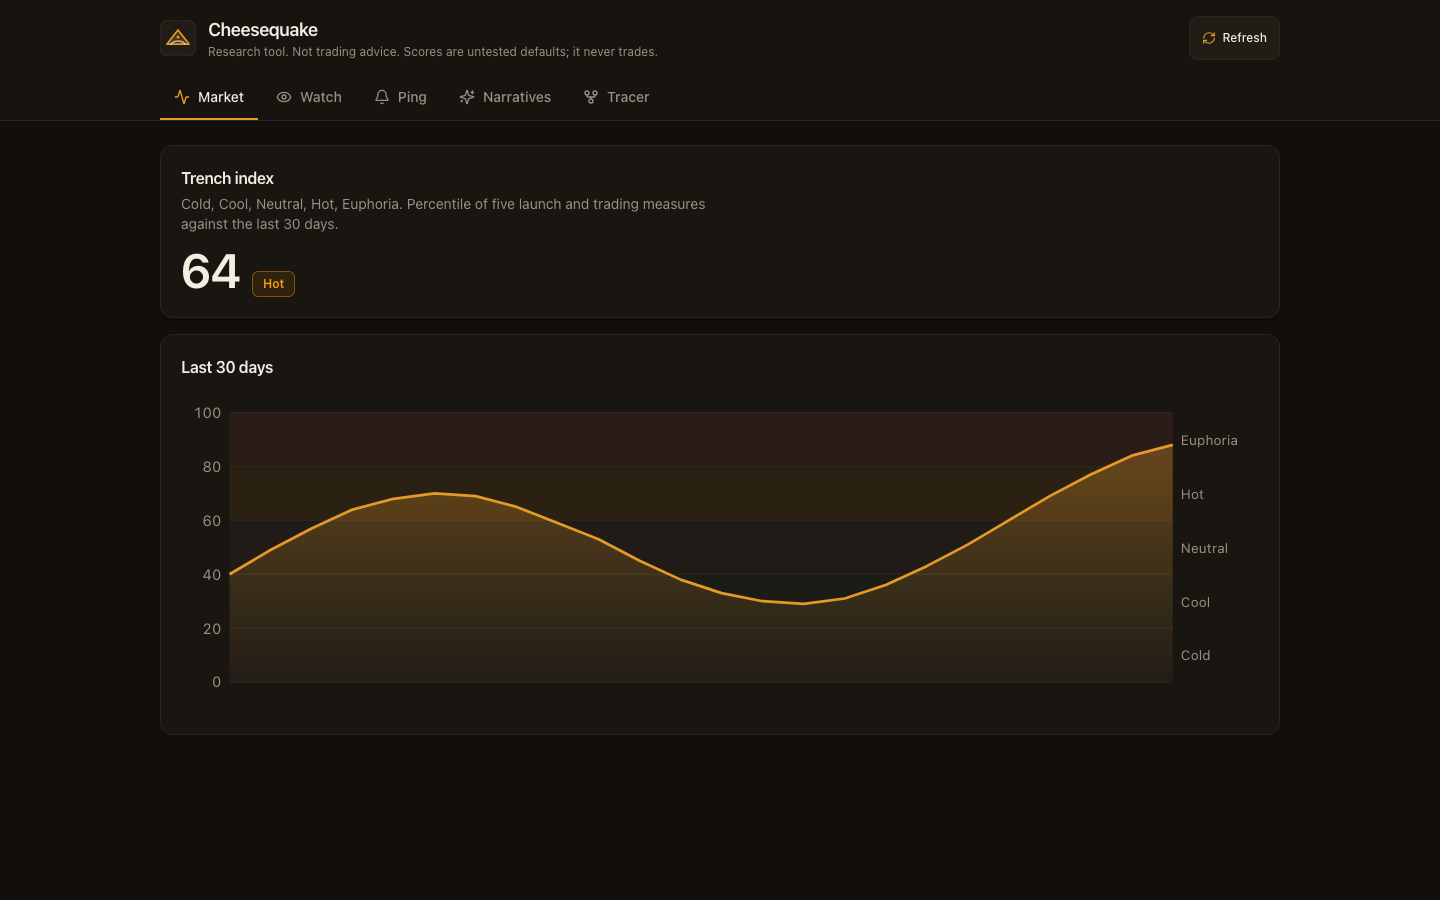 Cheesequake
Research tool. Not trading advice. Scores are untested defaults; it never trades.
Refresh
Market
Watch
Ping
Narratives
Tracer
Trench index
Cold, Cool, Neutral, Hot, Euphoria. Percentile of five launch and trading measures
against the last 30 days.
64
Hot
Last 30 days
100
80
60
40
20
0
Euphoria
Hot
Neutral
Cool
Cold